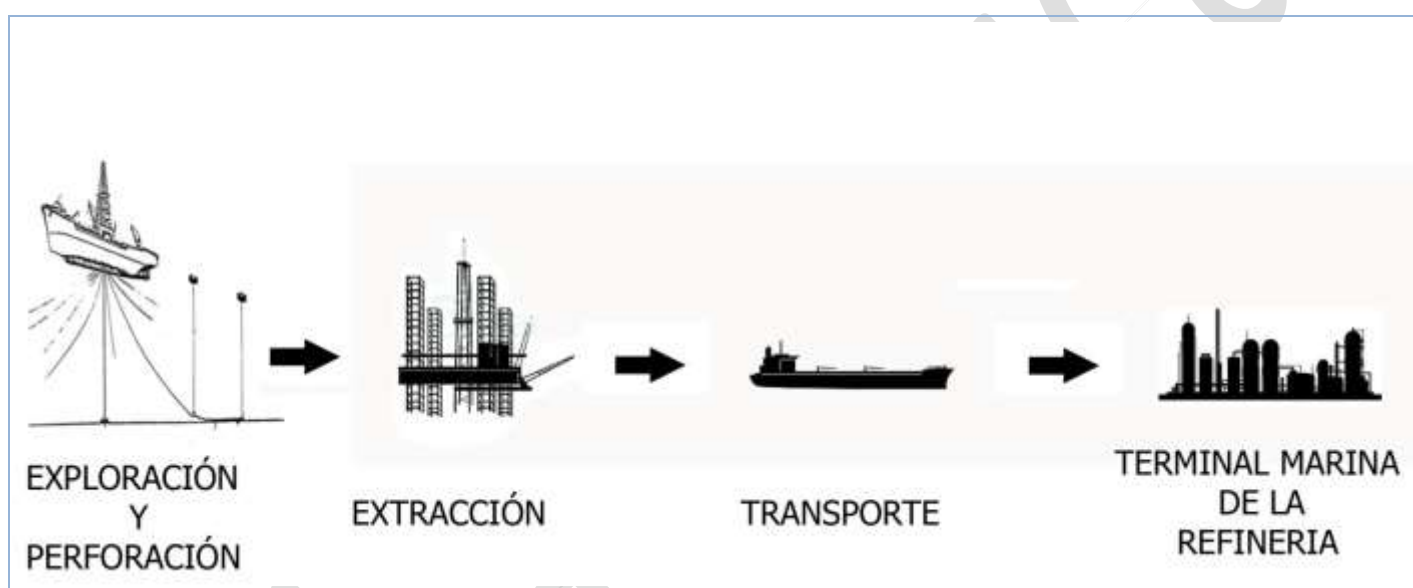 EXPLORACIÓN
Y
PERFORACIÓN
EXTRACCIÓN
TRANSPORTE
TERMINAL MARINA
DE LA
REFINERIA